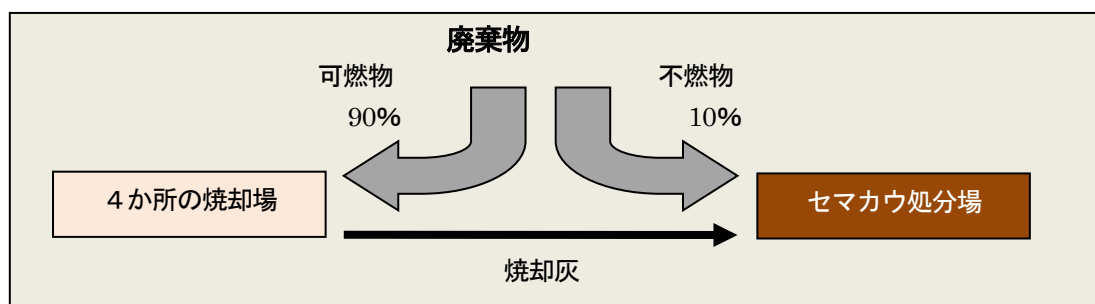 廃棄物
可燃物
不燃物
90%
10%
４か所の焼却場
セマカウ処分場
焼却灰